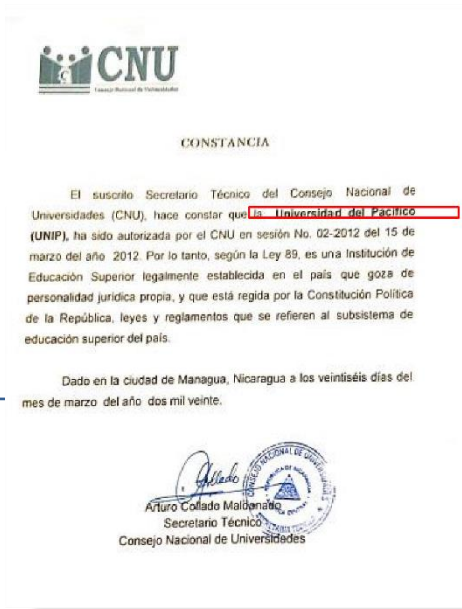 CNU
Consejo Nacional de Universidades
CONSTANCIA
El suscrito Secretario Técnico del Consejo Nacional de
Universidades (CNU), hace constar que la Universidad del Pacífico
(UNIP), ha sido autorizada por el CNU en sesión No. 02-2012 del 15 de
marzo del año 2012. Por lo tanto, según la Ley 89, es una Institución de
Educación Superior legalmente establecida en el país que goza de
personalidad jurídica propia, y que está regida por la Constitución Política
de la República, leyes y reglamentos que se refieren al subsistema de
educación superior del país.
Dado en la ciudad de Managua, Nicaragua a los veintiséis días del
mes de marzo del año dos mil veinte.
Arturo Collado Maldonado
Secretario Técnico
Consejo Nacional de Universidades
CONSEJO NACIONAL DE UNIVERSIDADES